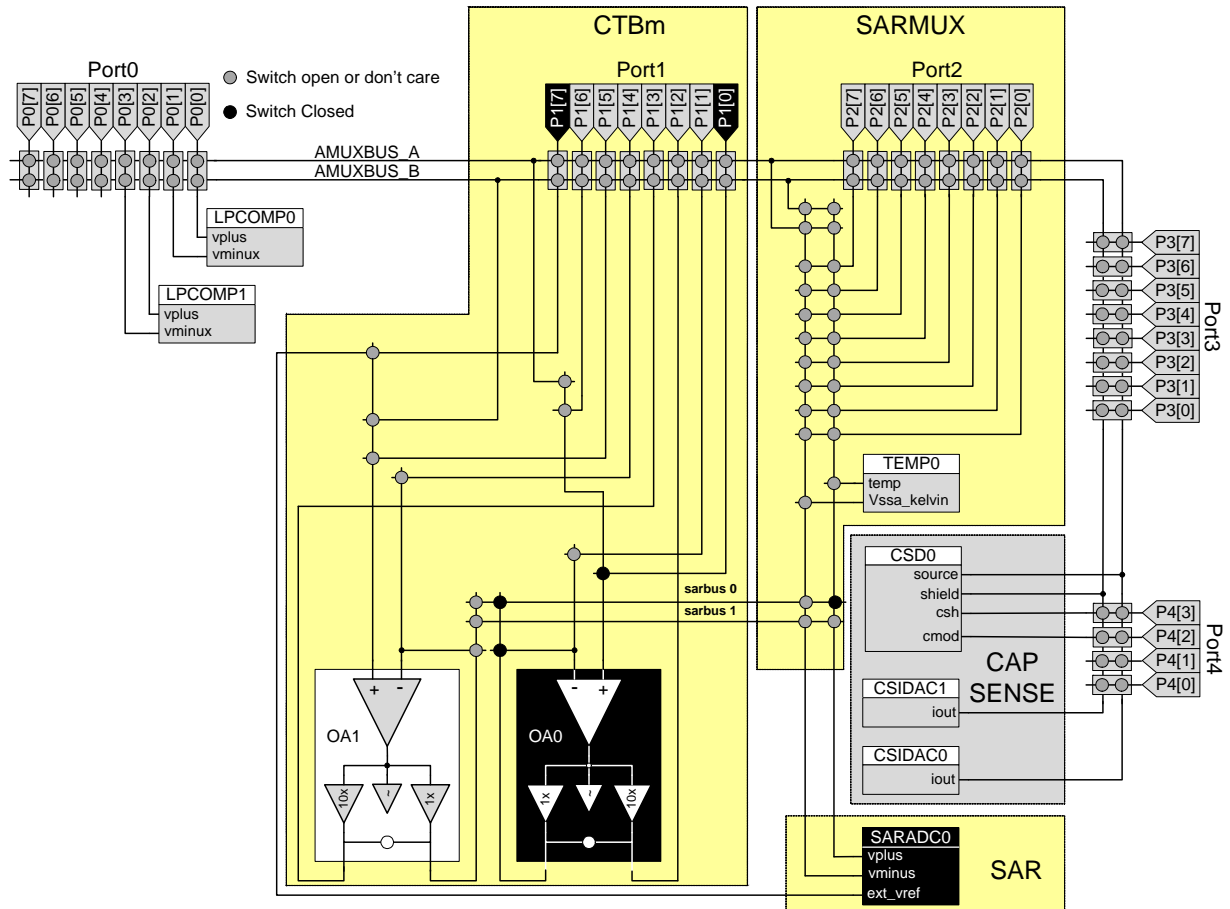 CTBm
SARMUX
Port0
Switch open or don't care
Switch Closed
Port1
Port2
P0[7]
P0[6]
P0[5]
P0[4]
P0[3]
P0[2]
P0[1]
P0[0]
P1[7]
P1[6]
P1[5]
P1[4]
P1[3]
P1[2]
P1[1]
P1[0]
P2[7]
P2[6]
P2[5]
P2[4]
P2[3]
P2[2]
P2[1]
P2[0]
AMUXBUS_A
AMUXBUS_B
LPCOMP0
vplus
vminux
LPCOMP1
vplus
vminux
P3[7]
P3[6]
P3[5]
P3[4]
P3[3]
P3[2]
P3[1]
P3[0]
Port3
TEMP0
temp
Vssa_kelvin
CSD0
source
shield
csh
cmod
sarbus 0
sarbus 1
P4[3]
P4[2]
P4[1]
P4[0]
Port4
CAP
SENSE
CSIDAC1
iout
CSIDAC0
iout
+ -
OA1
10x
~
1x
- +
OA0
1x
~
10x
SARADC0
vplus
vminus
ext_vref
SAR